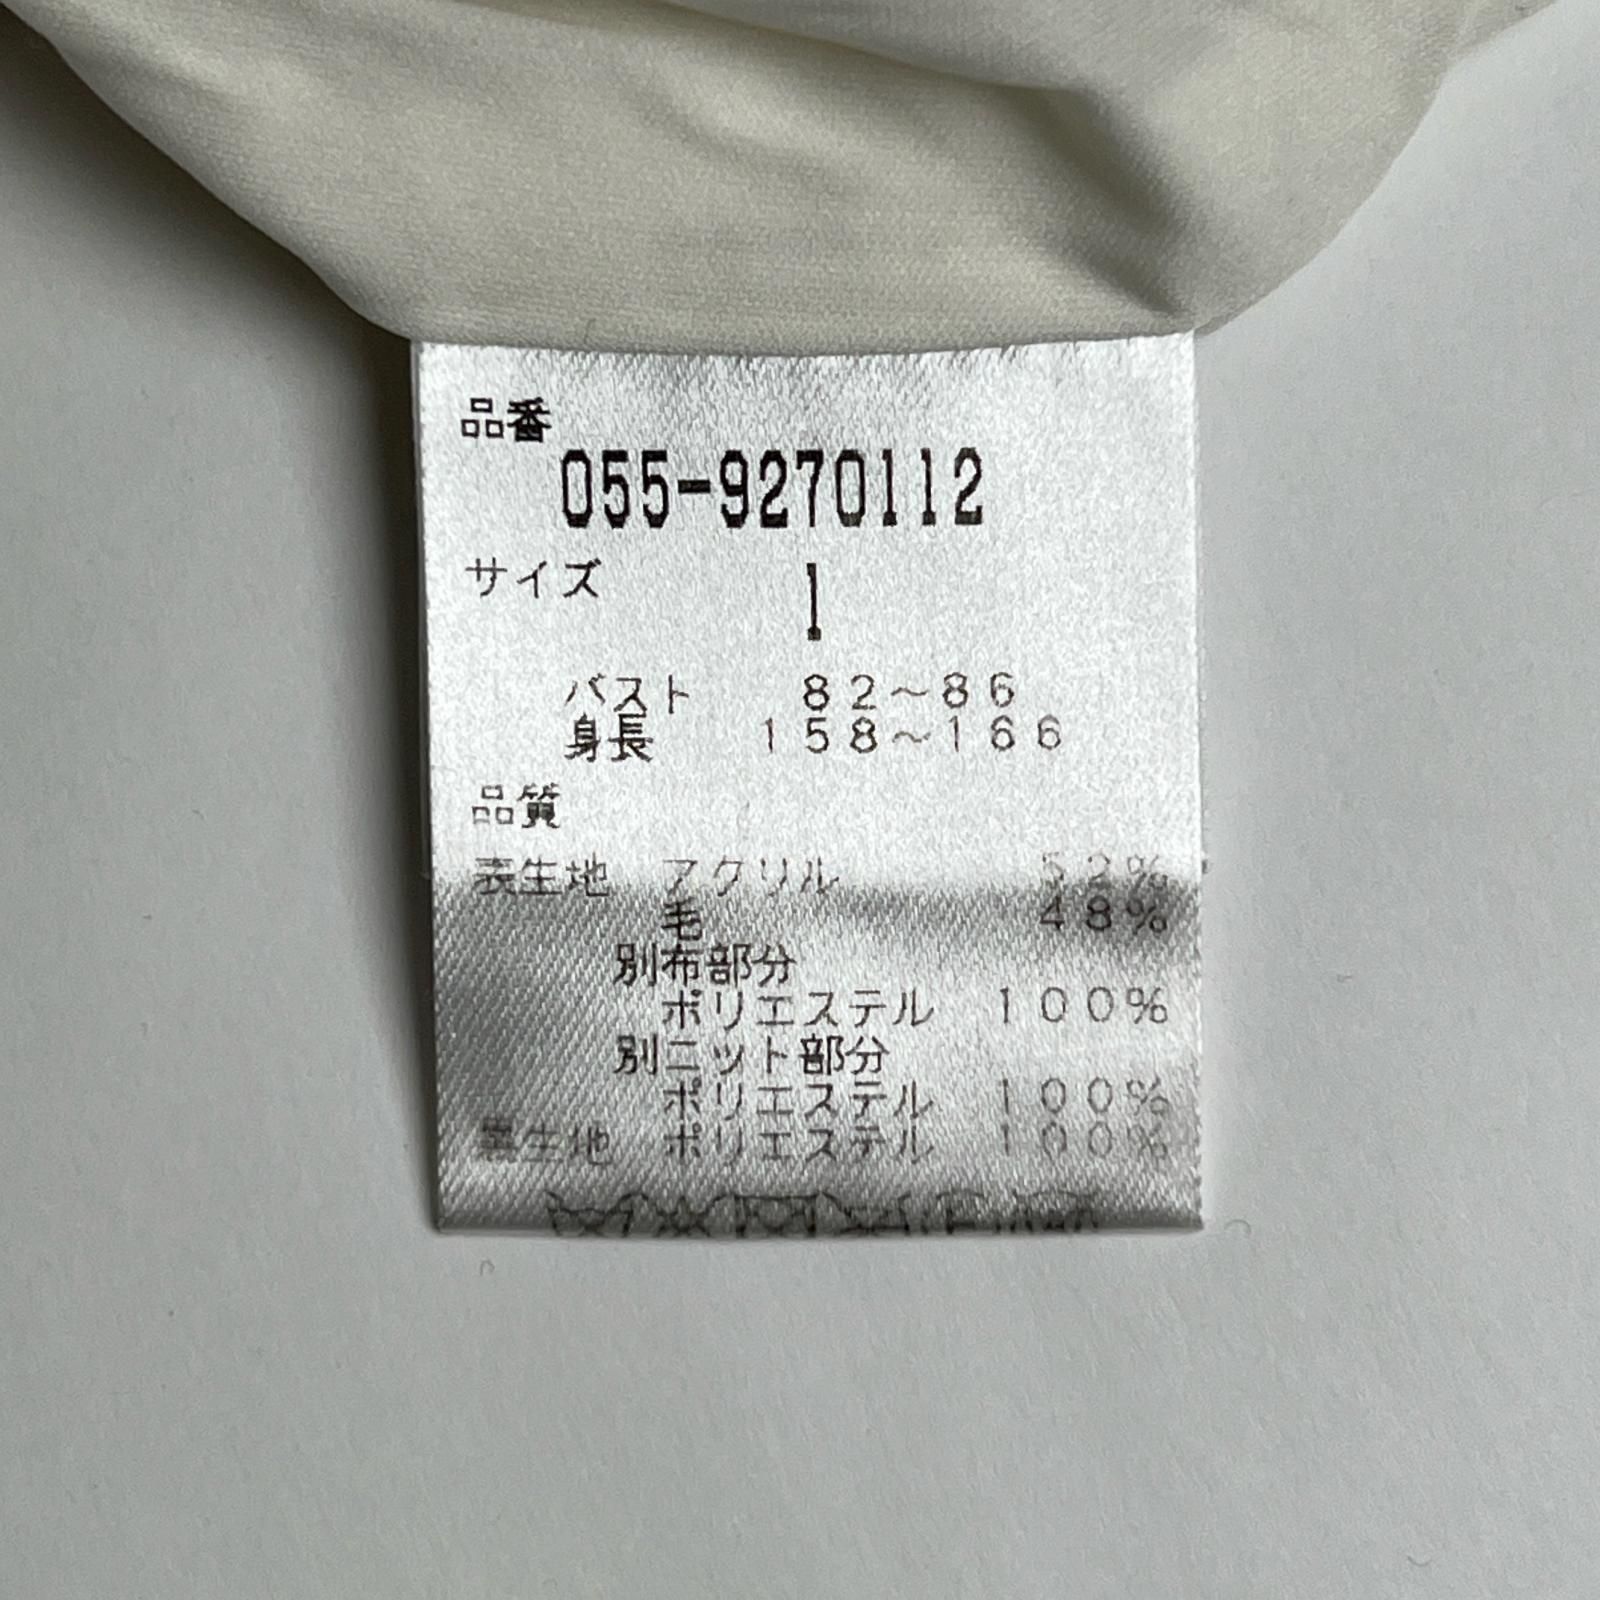 品番
055-9270112
サイズ 1
バスト 82～86
身長 158～166
品質
表生地 アクリル 52%
毛 48%
別布部分
ポリエステル 100%
別ニット部分
ポリエステル 100%
裏生地 ポリエステル 100%